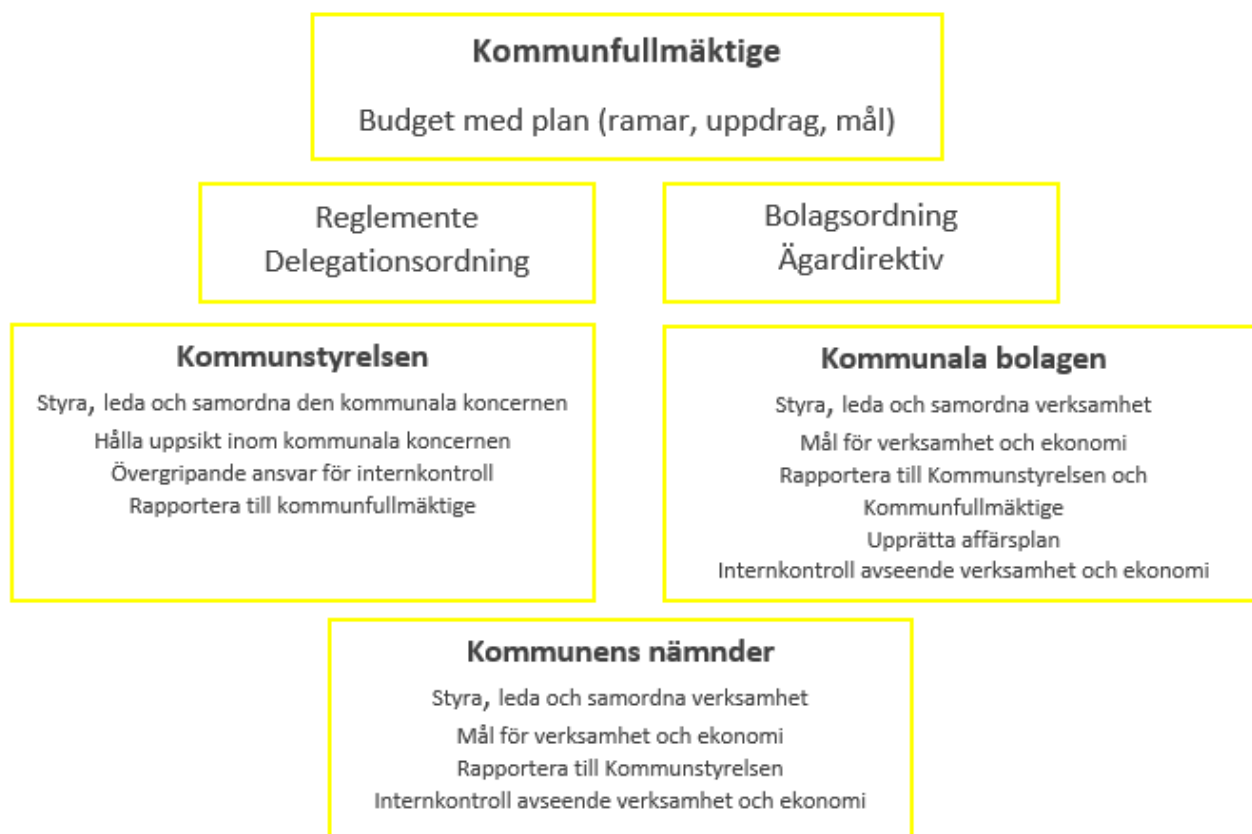 Kommunfullmäktige
Budget med plan (ramar, uppdrag, mål)
Reglemente
Delegationsordning
Bolagsordning
Ägardirektiv
Kommunstyrelsen
Styra, leda och samordna den kommunala koncernen
Hålla uppsikt inom kommunala koncernen
Övergripande ansvar för internkontroll
Rapportera till kommunfullmäktige
Kommunala bolagen
Styra, leda och samordna verksamhet
Mål för verksamhet och ekonomi
Rapportera till Kommunstyrelsen och
Kommunfullmäktige
Upprätta affärsplan
Internkontroll avseende verksamhet och ekonomi
Kommunens nämnder
Styra, leda och samordna verksamhet
Mål för verksamhet och ekonomi
Rapportera till Kommunstyrelsen
Internkontroll avseende verksamhet och ekonomi